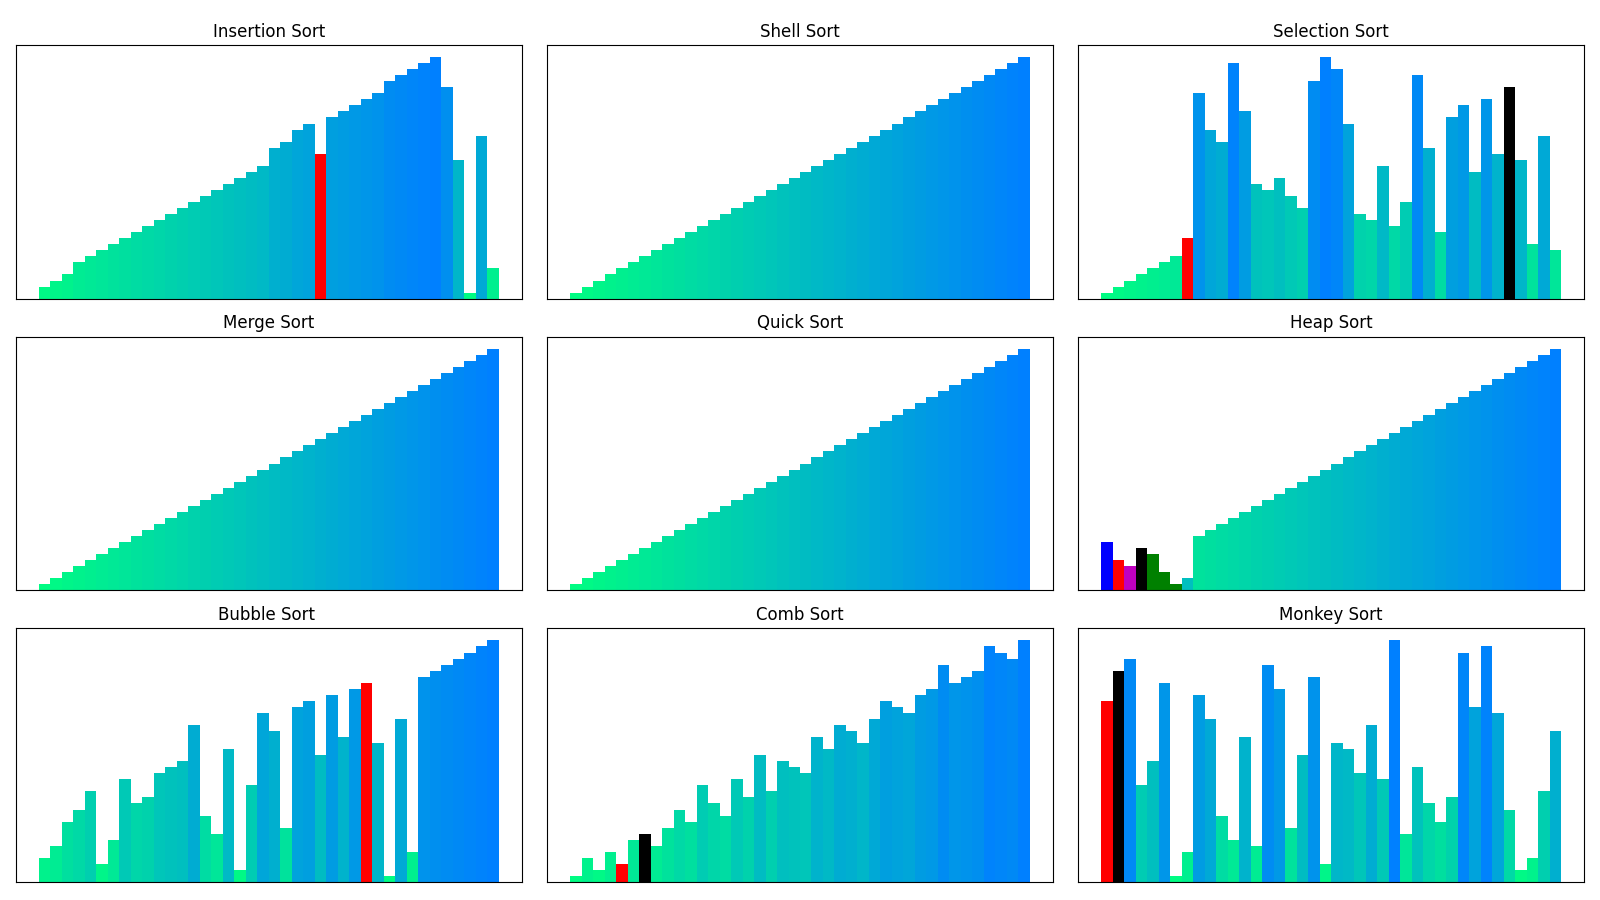 Insertion Sort
Shell Sort
Selection Sort
Merge Sort
Quick Sort
Heap Sort
Bubble Sort
Comb Sort
Monkey Sort